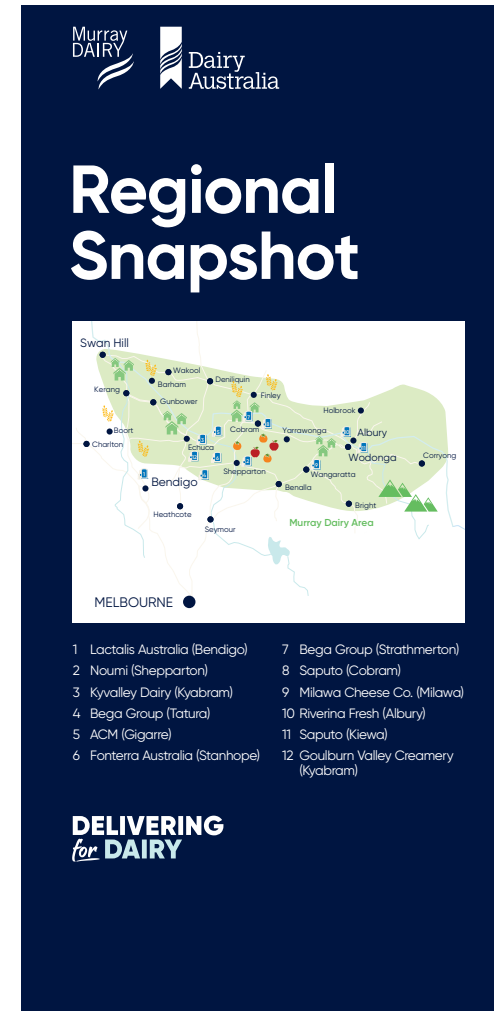 Murray
DAIRY
Dairy
Australia
Regional
Snapshot
Swan Hill
Wakool
Deniliquin
Barham
Kerang
Finley
Gunbower
Holbrook
Boort
Cobram
Yarrawonga
Albury
Charlton
Echuca
Wodonga
Corryong
Shepparton
Wangaratta
Bendigo
Benalla
Bright
Heathcote
Seymour
Murray Dairy Area
MELBOURNE
1 Lactalis Australia (Bendigo)
2 Noumi (Shepparton)
3 Kyvalley Dairy (Kyabram)
4 Bega Group (Tatura)
5 ACM (Gigarre)
6 Fonterra Australia (Stanhope)
7 Bega Group (Strathmerton)
8 Saputo (Cobram)
9 Milawa Cheese Co. (Milawa)
10 Riverina Fresh (Albury)
11 Saputo (Kiewa)
12 Goulburn Valley Creamery
(Kyabram)
DELIVERING
for DAIRY